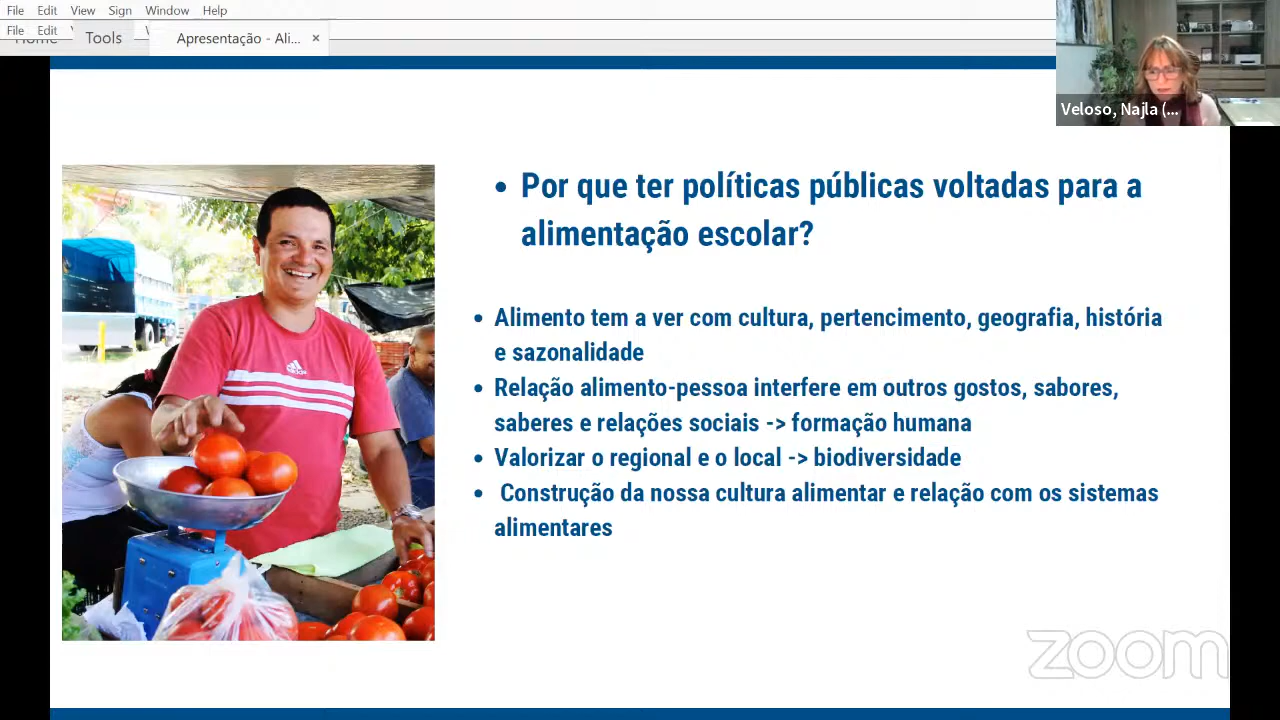 File Edit View Sign Window Help
File Edit
Home Tools Apresentação - Ali... ×
Veloso, Najla (...
• Por que ter políticas públicas voltadas para a
alimentação escolar?
• Alimento tem a ver com cultura, pertencimento, geografia, história
e sazonalidade
• Relação alimento-pessoa interfere em outros gostos, sabores,
saberes e relações sociais -> formação humana
• Valorizar o regional e o local -> biodiversidade
• Construção da nossa cultura alimentar e relação com os sistemas
alimentares
adidas
zoom